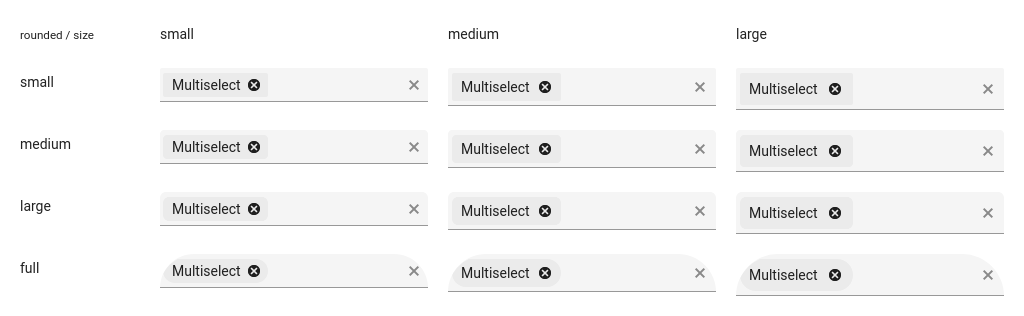 rounded / size small medium large
small Multiselect Multiselect Multiselect
medium Multiselect Multiselect Multiselect
large Multiselect Multiselect Multiselect
full Multiselect Multiselect Multiselect